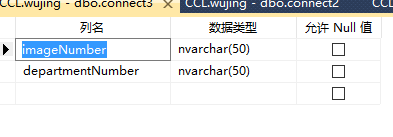 CCL.wujing - dbo.connect3 CCL.wujing - dbo.connect2 CCL
列名 数据类型 允许 Null 值
imageNumber nvarchar(50)
departmentNumber nvarchar(50)